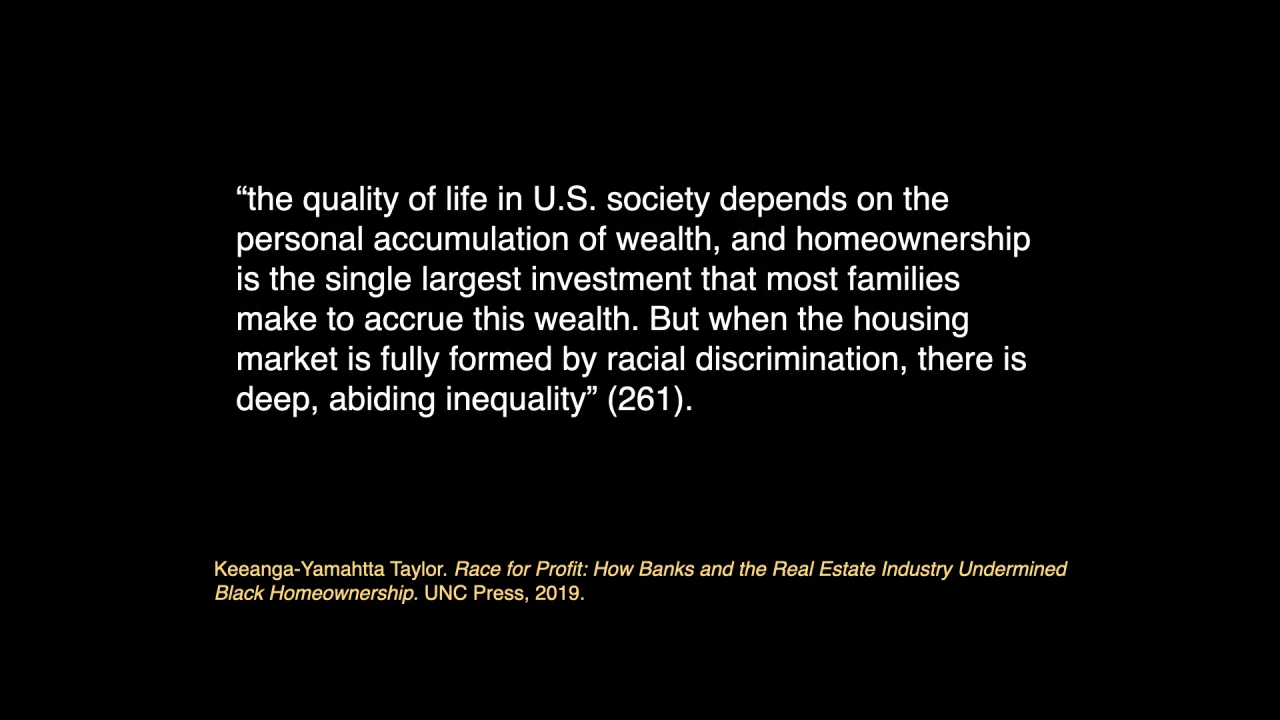 “the quality of life in U.S. society depends on the
personal accumulation of wealth, and homeownership
is the single largest investment that most families
make to accrue this wealth. But when the housing
market is fully formed by racial discrimination, there is
deep, abiding inequality” (261).
Keeanga-Yamahtta Taylor. Race for Profit: How Banks and the Real Estate Industry Undermined
Black Homeownership. UNC Press, 2019.